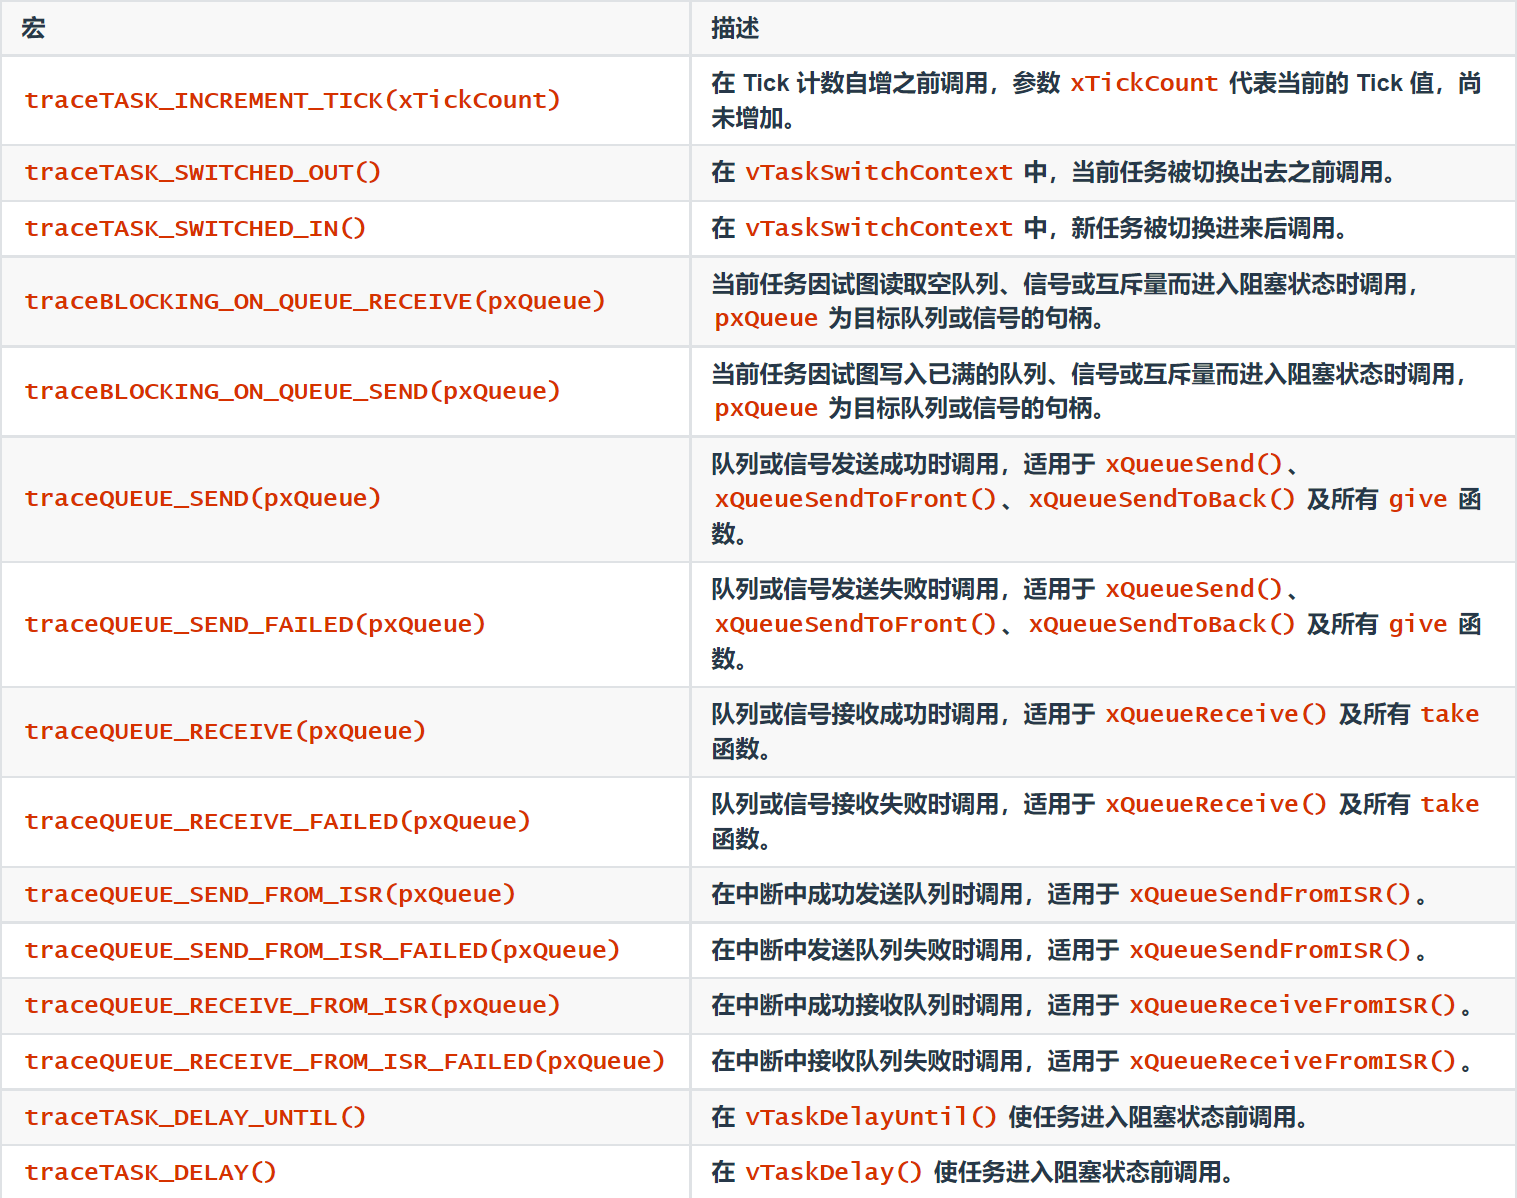 宏
描述
traceTASK_INCREMENT_TICK(xTickCount)
在 Tick 计数自增之前调用，参数 xTickCount 代表当前的 Tick 值，尚
未增加。
traceTASK_SWITCHED_OUT()
在 vTaskSwitchContext 中，当前任务被切换出去之前调用。
traceTASK_SWITCHED_IN()
在 vTaskSwitchContext 中，新任务被切换进来后调用。
traceBLOCKING_ON_QUEUE_RECEIVE(pxQueue)
当前任务因试图读取空队列、信号或互斥量而进入阻塞状态时调用，
pxQueue 为目标队列或信号的句柄。
traceBLOCKING_ON_QUEUE_SEND(pxQueue)
当前任务因试图写入已满的队列、信号或互斥量而进入阻塞状态时调用，
pxQueue 为目标队列或信号的句柄。
traceQUEUE_SEND(pxQueue)
队列或信号发送成功时调用，适用于 xQueueSend()、
xQueueSendToFront()、xQueueSendToBack() 及所有 give 函
数。
traceQUEUE_SEND_FAILED(pxQueue)
队列或信号发送失败时调用，适用于 xQueueSend()、
xQueueSendToFront()、xQueueSendToBack() 及所有 give 函
数。
traceQUEUE_RECEIVE(pxQueue)
队列或信号接收成功时调用，适用于 xQueueReceive() 及所有 take
函数。
traceQUEUE_RECEIVE_FAILED(pxQueue)
队列或信号接收失败时调用，适用于 xQueueReceive() 及所有 take
函数。
traceQUEUE_SEND_FROM_ISR(pxQueue)
在中断中成功发送队列时调用，适用于 xQueueSendFromISR()。
traceQUEUE_SEND_FROM_ISR_FAILED(pxQueue)
在中断中发送队列失败时调用，适用于 xQueueSendFromISR()。
traceQUEUE_RECEIVE_FROM_ISR(pxQueue)
在中断中成功接收队列时调用，适用于 xQueueReceiveFromISR()。
traceQUEUE_RECEIVE_FROM_ISR_FAILED(pxQueue)
在中断中接收队列失败时调用，适用于 xQueueReceiveFromISR()。
traceTASK_DELAY_UNTIL()
在 vTaskDelayUntil() 使任务进入阻塞状态前调用。
traceTASK_DELAY()
在 vTaskDelay() 使任务进入阻塞状态前调用。